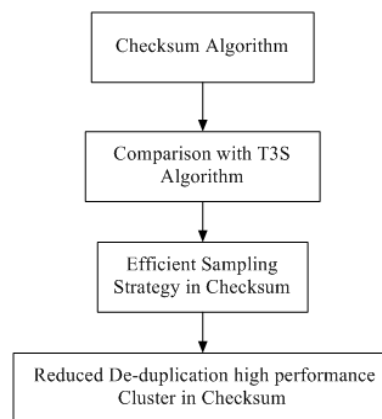 Checksum Algorithm
Comparison with T3S
Algorithm
Efficient Sampling
Strategy in Checksum
Reduced De-duplication high performance
Cluster in Checksum